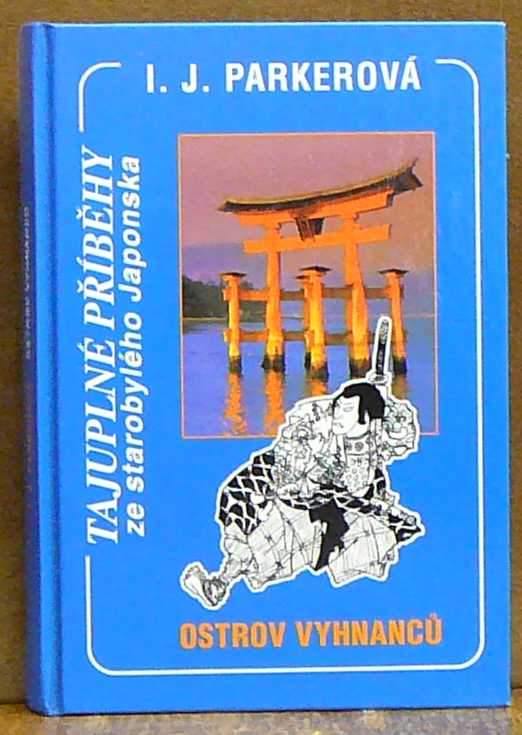 I. J. PARKEROVÁ
TAJUPLNÉ PŘÍBĚHY
ze starobylého Japonska
OSTROV VYHNANCŮ